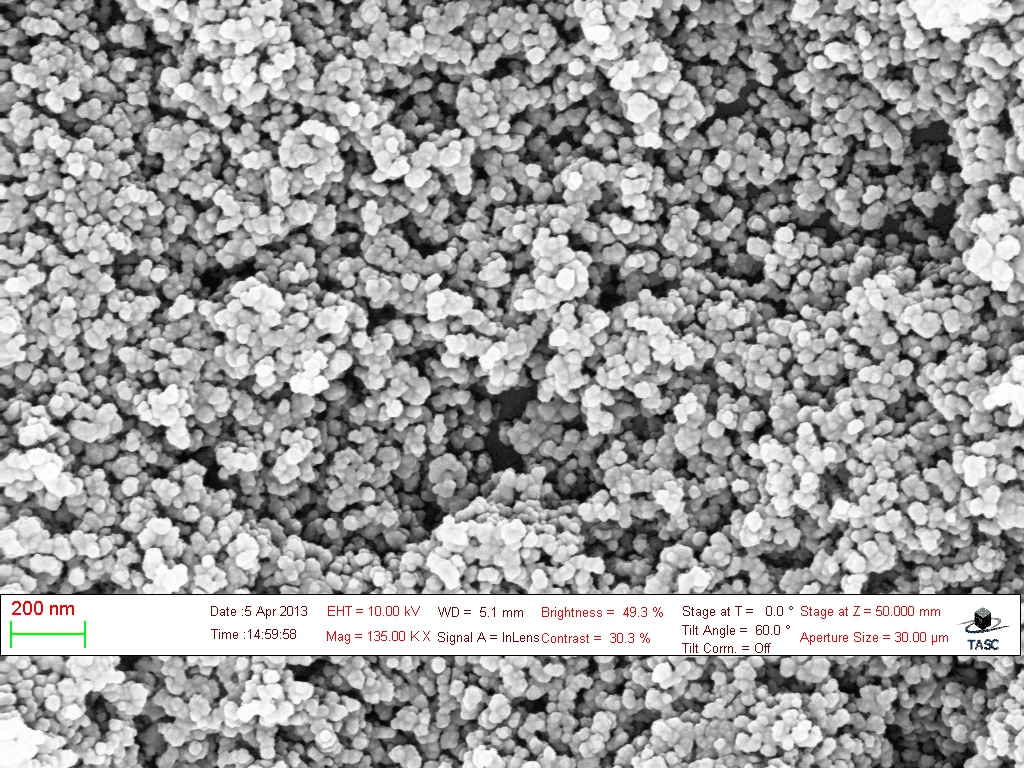 200 nm
Date :5 Apr 2013
Time :14:59:58
EHT = 10.00 kV
Mag = 135.00 K X
WD = 5.1 mm
Signal A = InLens
Brightness = 49.3 %
Contrast = 30.3 %
Stage at T = 0.0 °
Tilt Angle = 60.0 °
Tilt Corrn. = Off
Stage at Z = 50.000 mm
Aperture Size = 30.00 µm
TASC